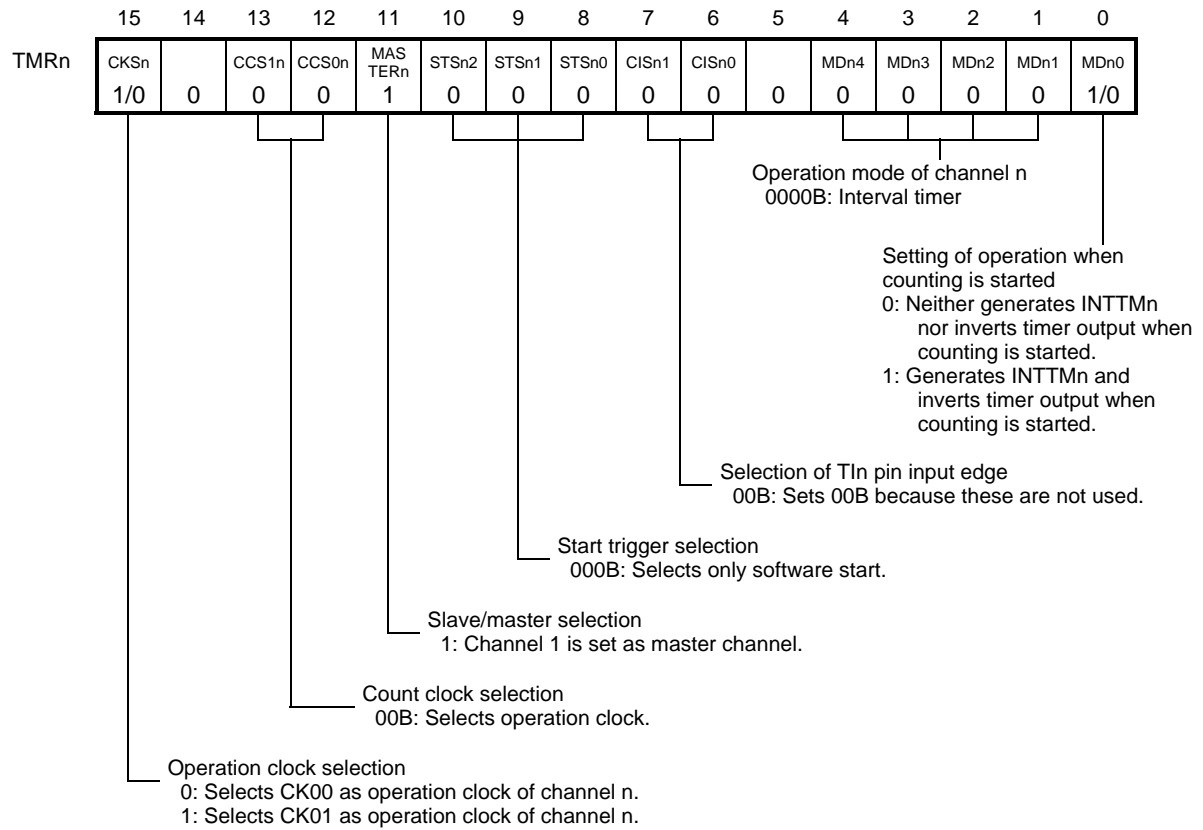 15 14 13 12 11 10 9 8 7 6 5 4 3 2 1 0
TMRn CKSn CCS1n CCS0n MAS TERn STSn2 STSn1 STSn0 CISn1 CISn0 MDn4 MDn3 MDn2 MDn1 MDn0
1/0 0 0 0 1 0 0 0 0 0 0 0 0 0 0 1/0
Operation mode of channel n
0000B: Interval timer
Setting of operation when
counting is started
0: Neither generates INTTMn
nor inverts timer output when
counting is started.
1: Generates INTTMn and
inverts timer output when
counting is started.
Selection of TIn pin input edge
00B: Sets 00B because these are not used.
Start trigger selection
000B: Selects only software start.
Slave/master selection
1: Channel 1 is set as master channel.
Count clock selection
00B: Selects operation clock.
Operation clock selection
0: Selects CK00 as operation clock of channel n.
1: Selects CK01 as operation clock of channel n.